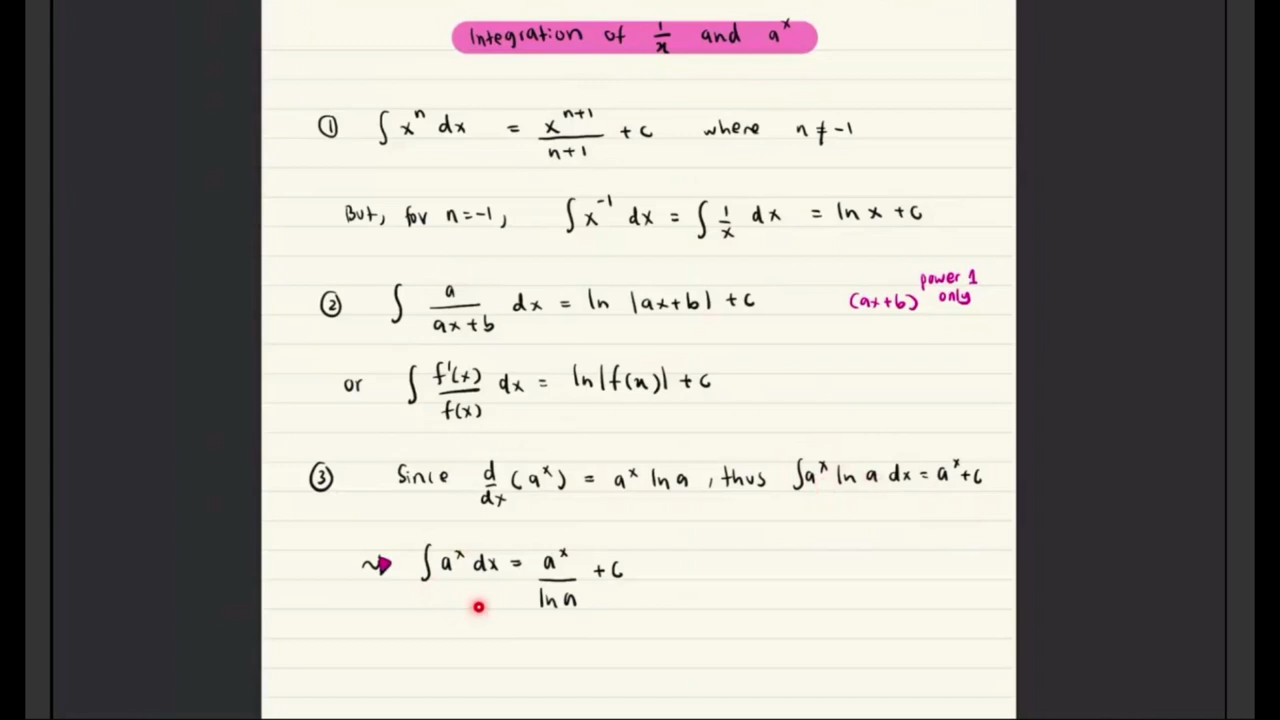 Integration of 1/x and a^x
① ∫ x^n dx = x^(n+1)/(n+1) + c where n ≠ -1
But, for n=-1, ∫ x^-1 dx = ∫ 1/x dx = ln x + c
power 1
② ∫ a/(ax+b) dx = ln |ax+b| + c (ax+b) only
or ∫ f'(x)/f(x) dx = ln|f(x)| + c
③ Since d/dx (a^x) = a^x ln a , thus ∫a^x ln a dx = a^x + c
∫ a^x dx = a^x/ln a + c